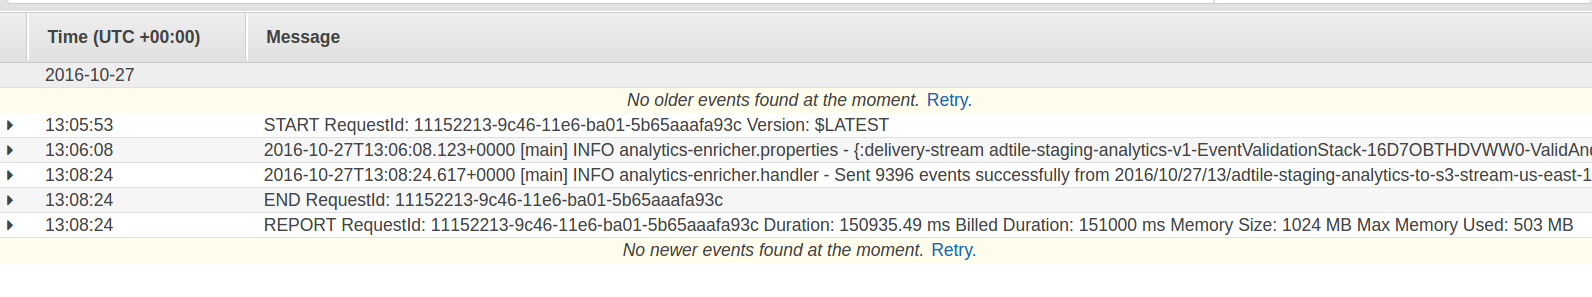 Time (UTC +00:00) Message
2016-10-27
No older events found at the moment. Retry.
13:05:53 START RequestId: 11152213-9c46-11e6-ba01-5b65aaafa93c Version: $LATEST
13:06:08 2016-10-27T13:06:08.123+0000 [main] INFO analytics-enricher.properties - {:delivery-stream adtile-staging-analytics-v1-EventValidationStack-16D7OBTHDVWW0-ValidAn
13:08:24 2016-10-27T13:08:24.617+0000 [main] INFO analytics-enricher.handler - Sent 9396 events successfully from 2016/10/27/13/adtile-staging-analytics-to-s3-stream-us-east-1
13:08:24 END RequestId: 11152213-9c46-11e6-ba01-5b65aaafa93c
13:08:24 REPORT RequestId: 11152213-9c46-11e6-ba01-5b65aaafa93c Duration: 150935.49 ms Billed Duration: 151000 ms Memory Size: 1024 MB Max Memory Used: 503 MB
No newer events found at the moment. Retry.